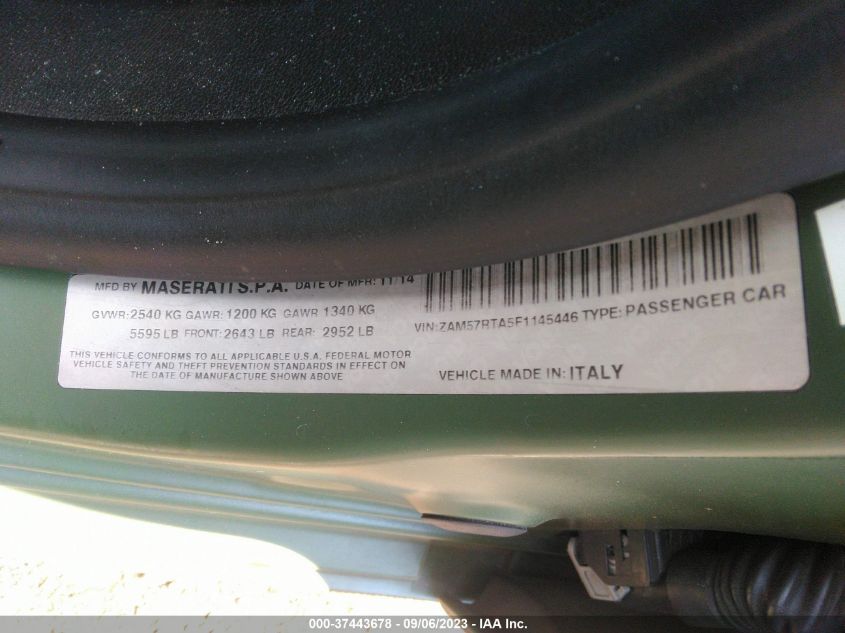 MFD BY MASERATI S.P.A. DATE OF MFR: 11/14
GVWR: 2540 KG GAWR: 1200 KG GAWR 1340 KG
5595 LB FRONT: 2643 LB REAR: 2952 LB
THIS VEHICLE CONFORMS TO ALL APPLICABLE U.S.A. FEDERAL MOTOR
VEHICLE SAFETY AND THEFT PREVENTION STANDARDS IN EFFECT ON
THE DATE OF MANUFACTURE SHOWN ABOVE
VIN: ZAM57RTA5F1145446 TYPE: PASSENGER CAR
VEHICLE MADE IN: ITALY
000-37443678 - 09/06/2023 - IAA Inc.